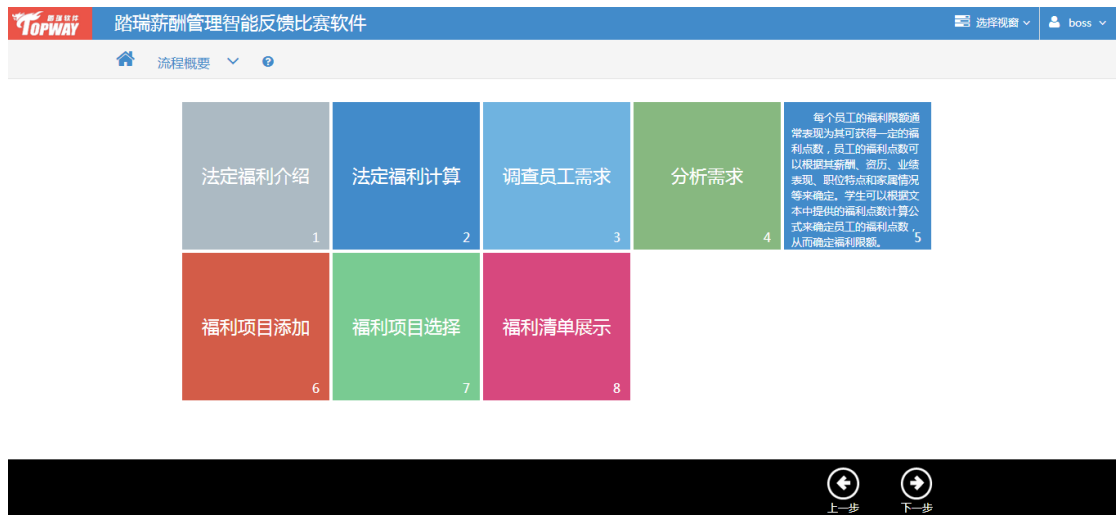 踏瑞软件
TOPWAY
踏瑞薪酬管理智能反馈比赛软件
选择视窗
boss
流程概要
法定福利介绍
1
法定福利计算
2
调查员工需求
3
分析需求
4
每个员工的福利限额通
常表现为其可获得一定的福
利点数，员工的福利点数可
以根据其薪酬、资历、业绩
表现、职位特点和家属情况
等来确定。学生可以根据文
本中提供的福利点数计算公
式来确定员工的福利点数，
从而确定福利限额。
5
福利项目添加
6
福利项目选择
7
福利清单展示
8
上一步
下一步